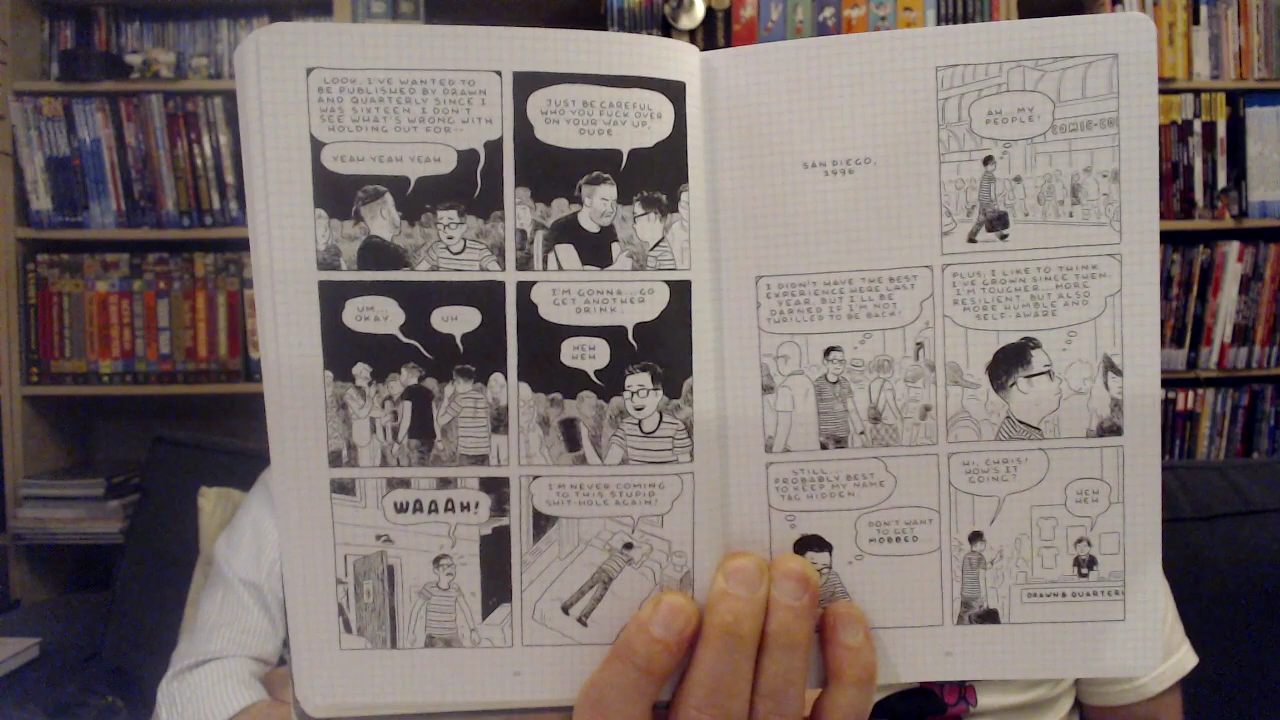 LOOK, I'VE WANTED TO
BE PUBLISHED BY DRAWN
AND QUARTERLY SINCE I
WAS SIXTEEN. I DON'T
SEE WHAT'S WRONG WITH
HOLDING OUT FOR--
YEAH YEAH YEAH.
JUST BE CAREFUL
WHO YOU FUCK OVER
ON YOUR WAY UP,
DUDE.
UM...
OKAY.
UH...
I'M GONNA... GO
GET ANOTHER
DRINK.
HEH
HEH
WAAAH!
I'M NEVER COMING
TO THIS STUPID
SHIT-HOLE AGAIN!
SAN DIEGO,
1996
AH... MY
PEOPLE!
COMIC-CO
I DIDN'T HAVE THE BEST
EXPERIENCE HERE LAST
YEAR, BUT I'LL BE
DARNED IF I'M NOT
THRILLED TO BE BACK!
PLUS, I LIKE TO THINK
I'VE GROWN SINCE THEN.
I'M TOUGHER... MORE
RESILIENT. BUT ALSO
MORE HUMBLE AND
SELF-AWARE.
STILL...
PROBABLY BEST
TO KEEP MY NAME
TAG HIDDEN.
DON'T WANT
TO GET
MOBBED.
HI, CHRIS!
HOW'S IT
GOING?
HEH
HEH
DRAWN & QUARTERL